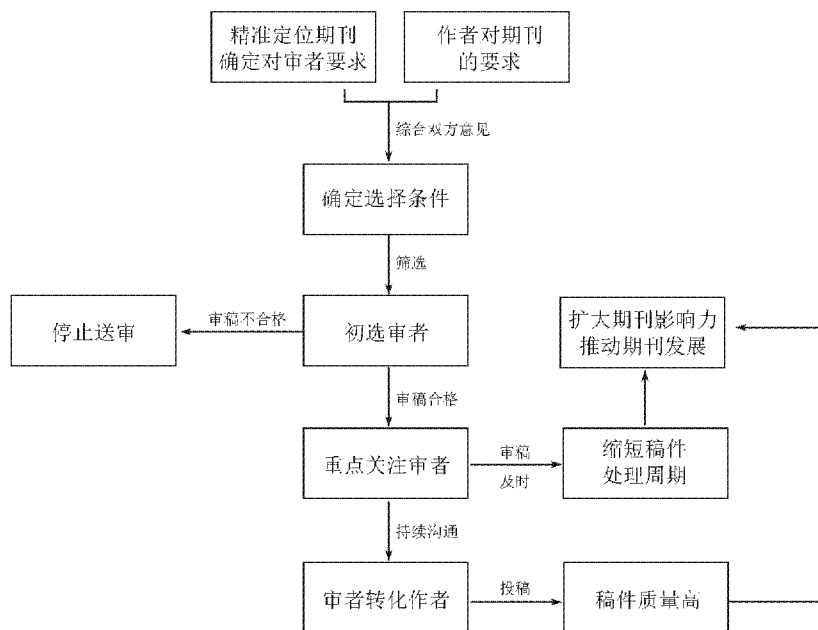 精准定位期刊
确定对审者要求
作者对期刊
的要求
综合双方意见
确定选择条件
筛选
停止送审
审稿不合格
初选审者
扩大期刊影响力
推动期刊发展
审稿合格
重点关注审者
审稿
及时
缩短稿件
处理周期
持续沟通
审者转化作者
投稿
稿件质量高